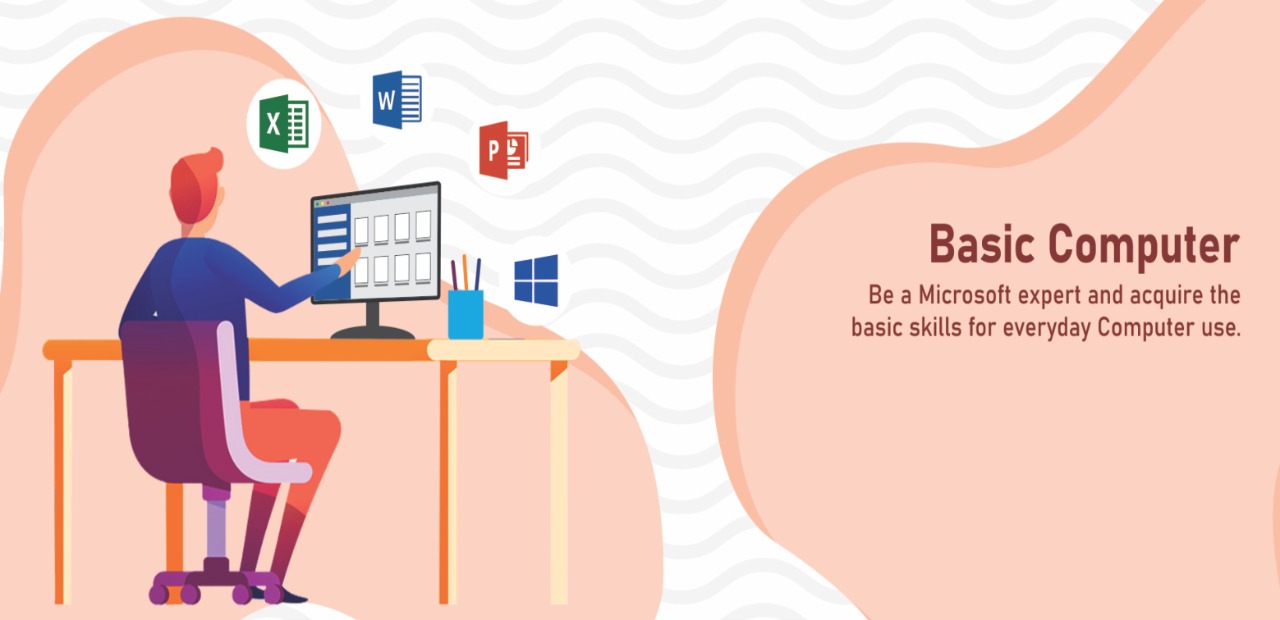 X
W
P
Basic Computer
Be a Microsoft expert and acquire the
basic skills for everyday Computer use.